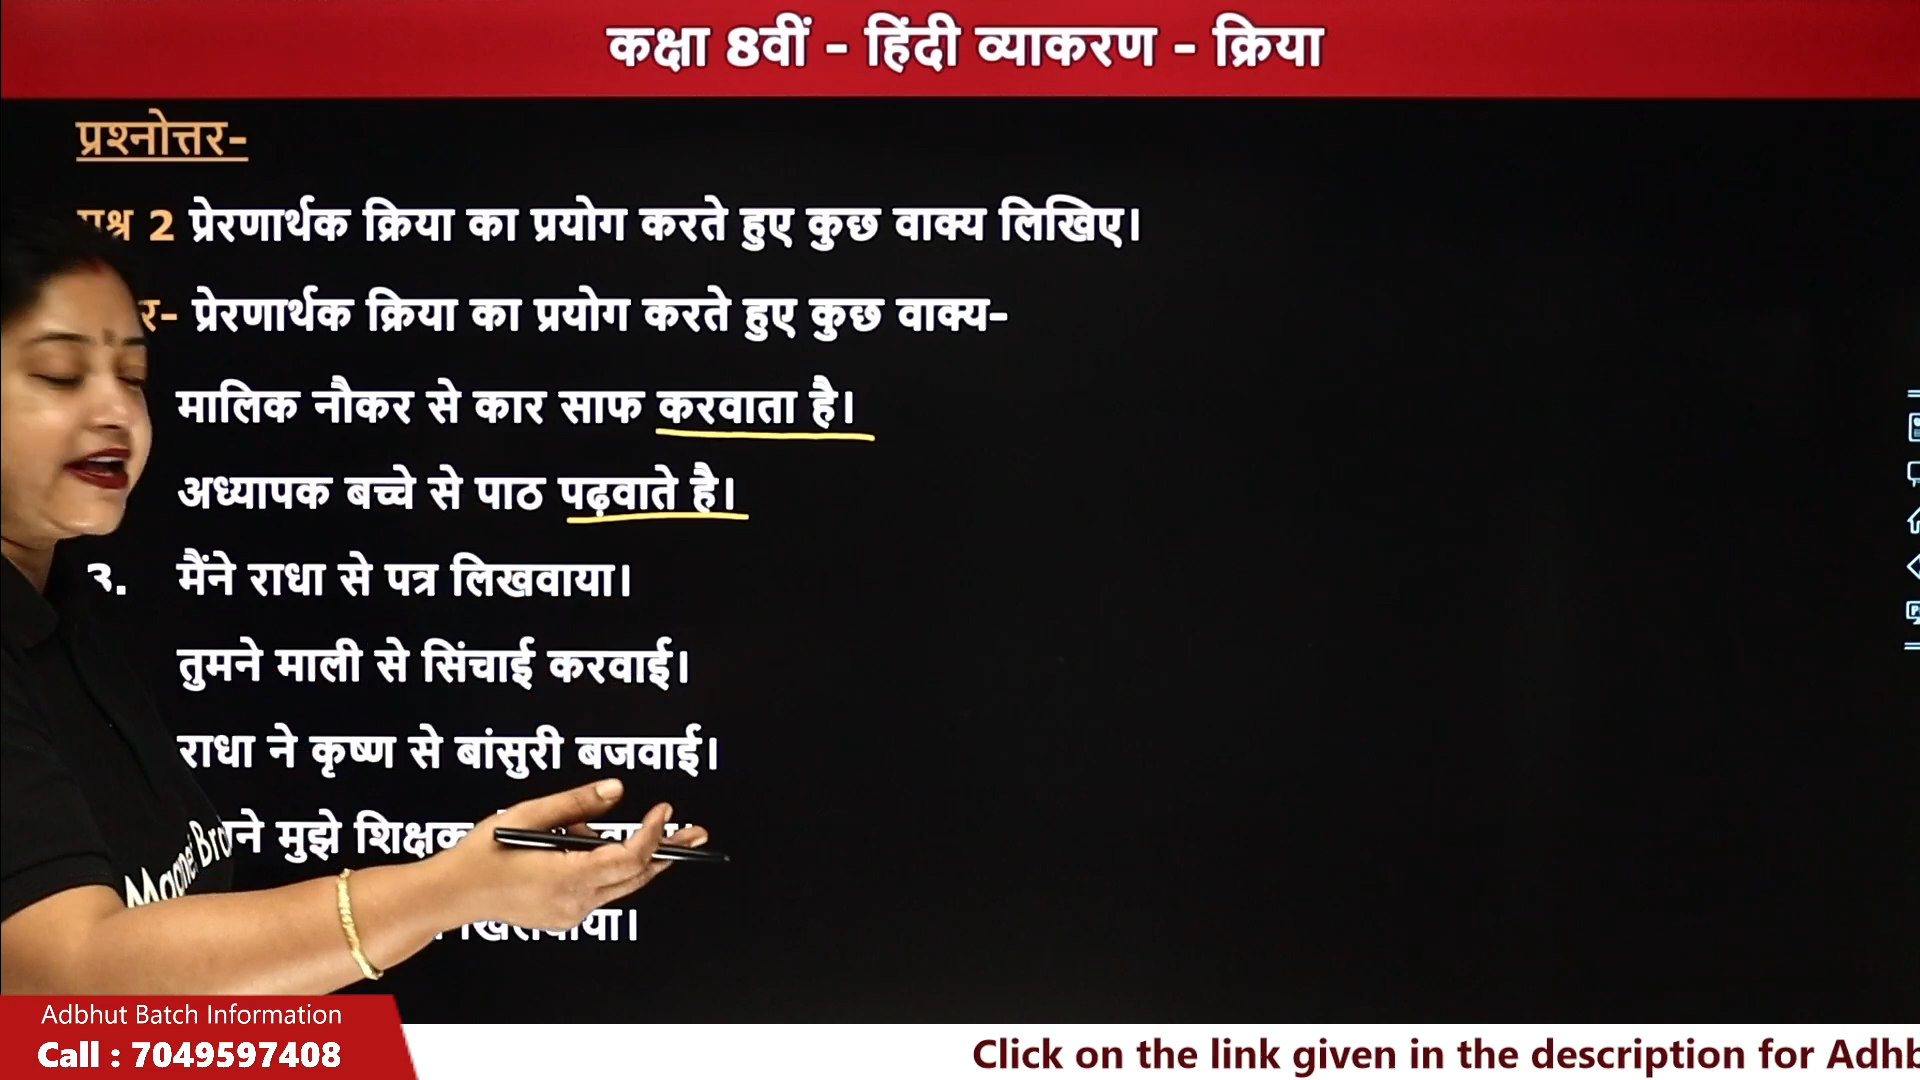 कक्षा 8वीं - हिंदी व्याकरण - क्रिया
प्रश्नोत्तर-
2 प्रेरणार्थक क्रिया का प्रयोग करते हुए कुछ वाक्य लिखिए।
प्रेरणार्थक क्रिया का प्रयोग करते हुए कुछ वाक्य-
मालिक नौकर से कार साफ करवाता है।
अध्यापक बच्चे से पाठ पढ़वाते है।
3. मैंने राधा से पत्र लिखवाया।
तुमने माली से सिंचाई करवाई।
राधा ने कृष्ण से बांसुरी बजवाई।
मुझे शिक्षक
Adbhut Batch Information
Call : 7049597408
Click on the link given in the description for